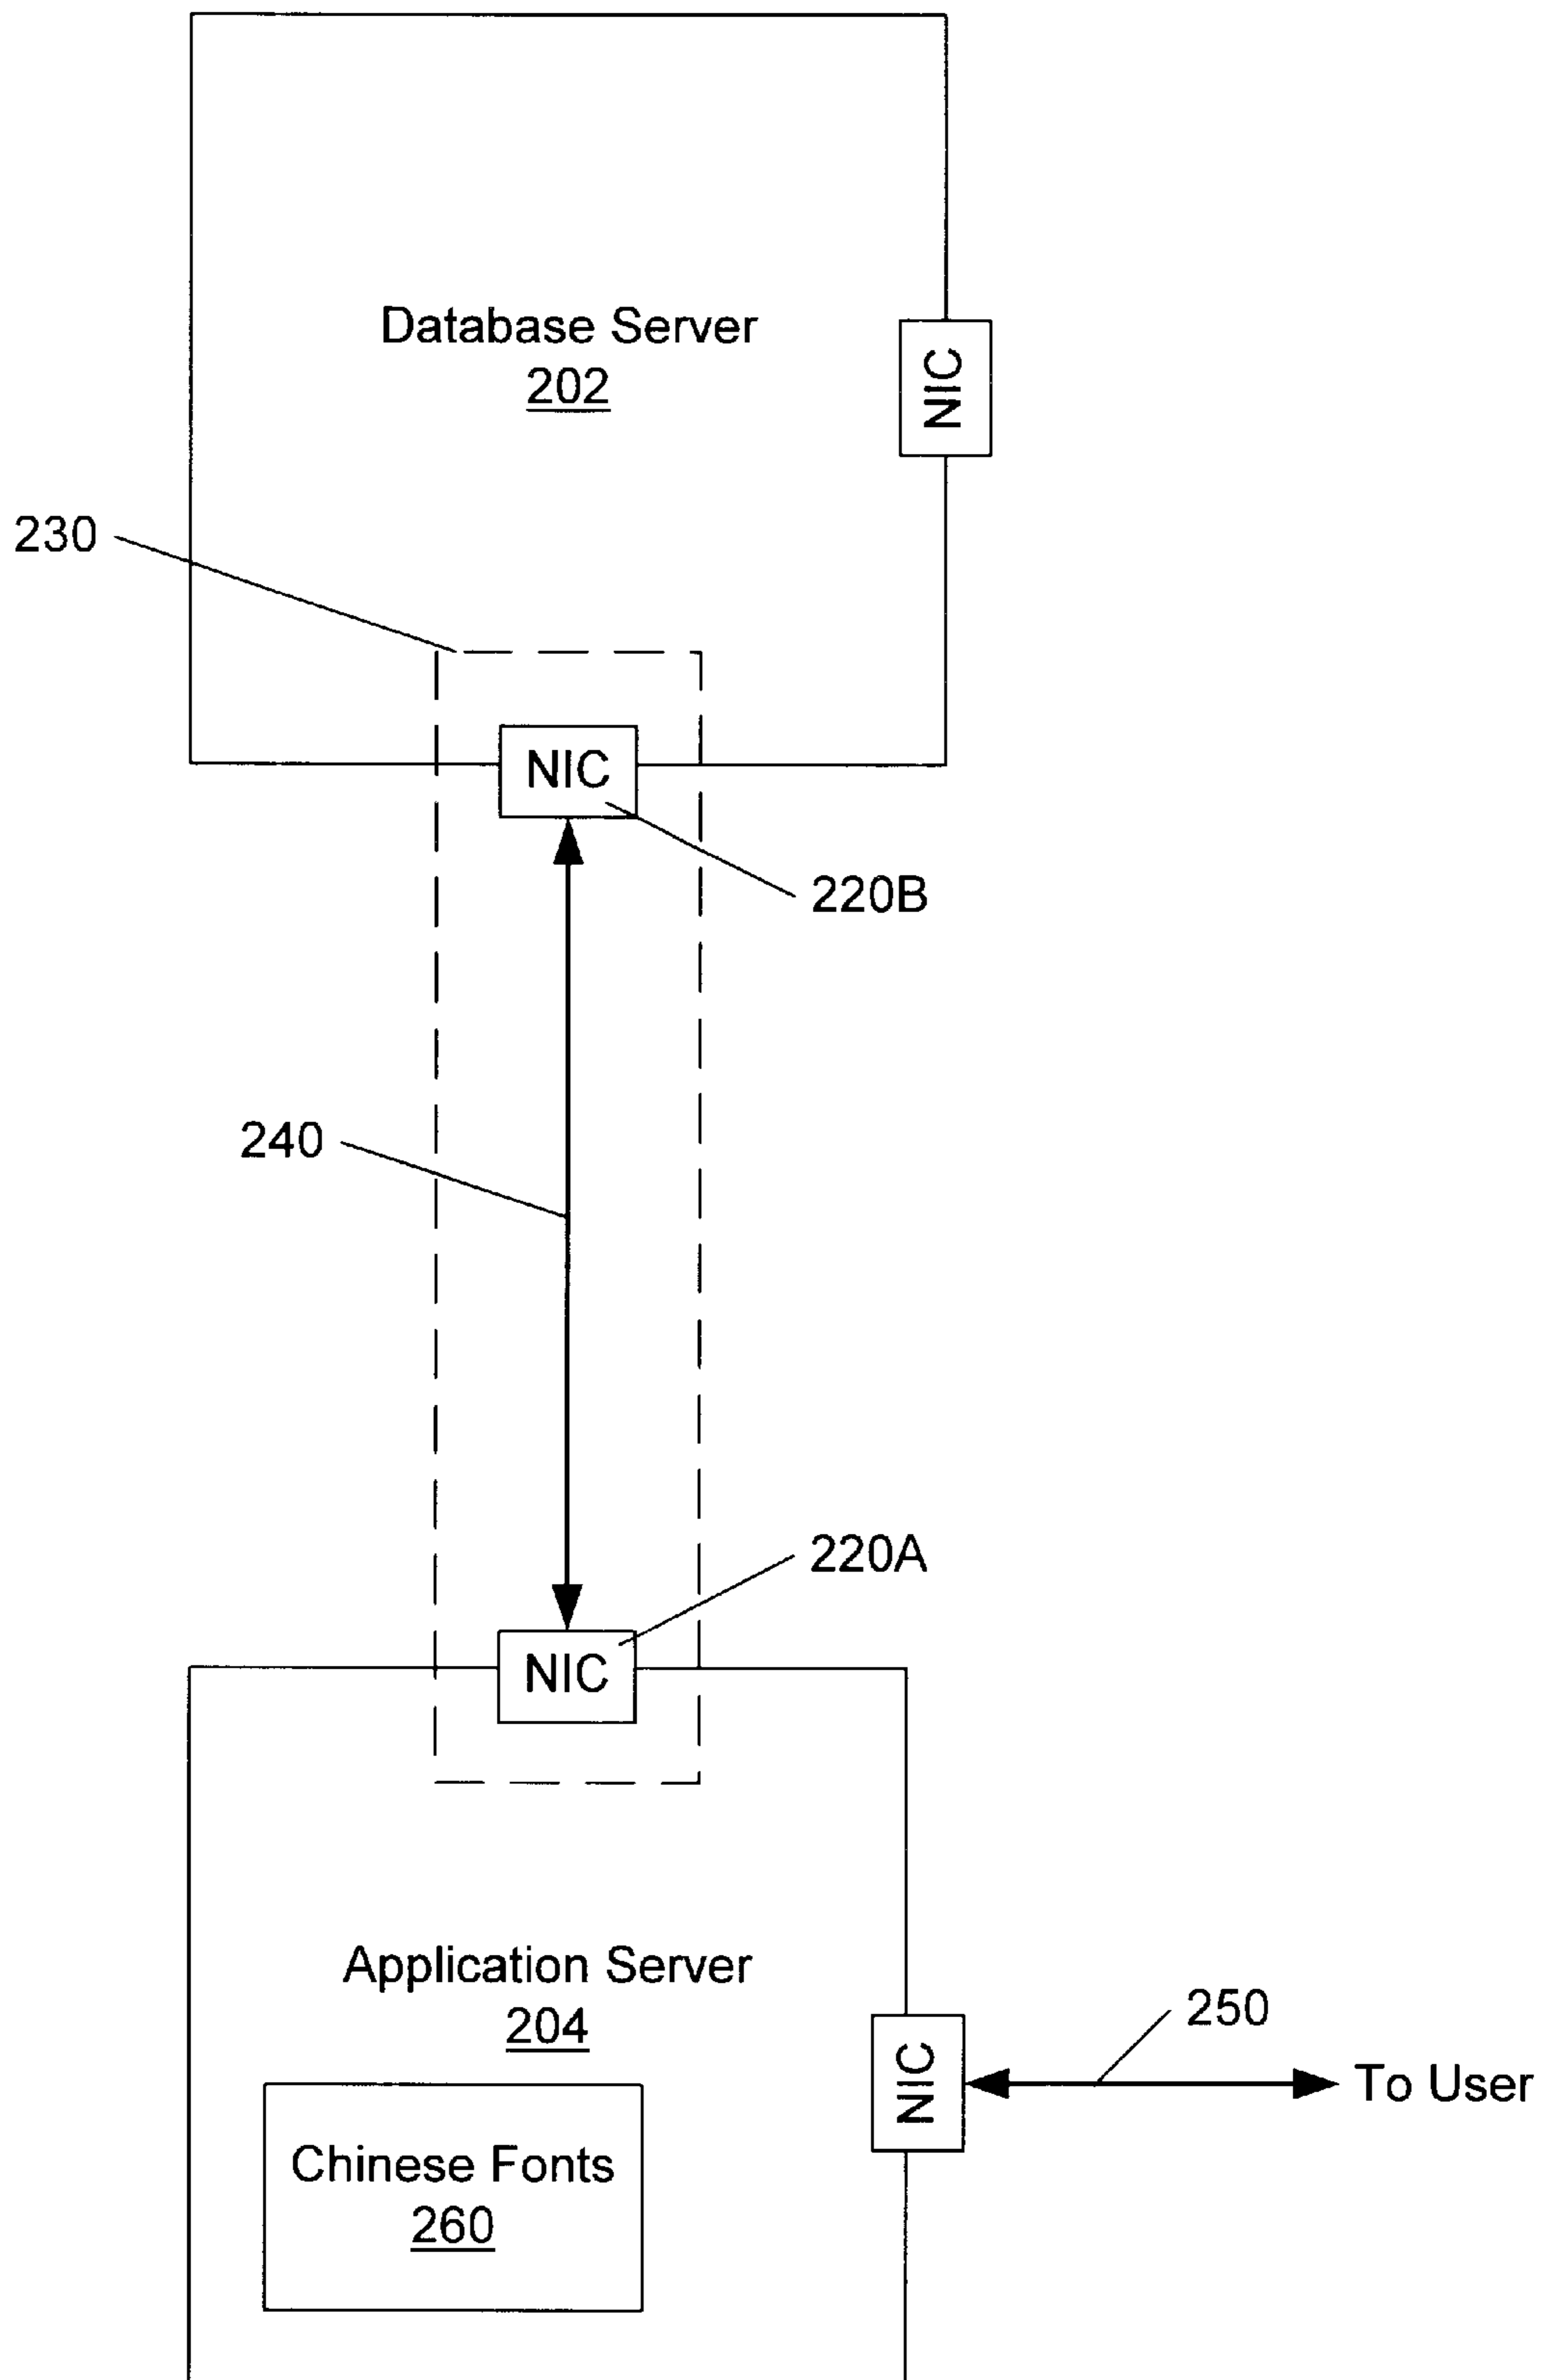 Database Server
202
NIC
230
NIC
220B
240
220A
NIC
Application Server
204
250
NIC
To User
Chinese Fonts
260